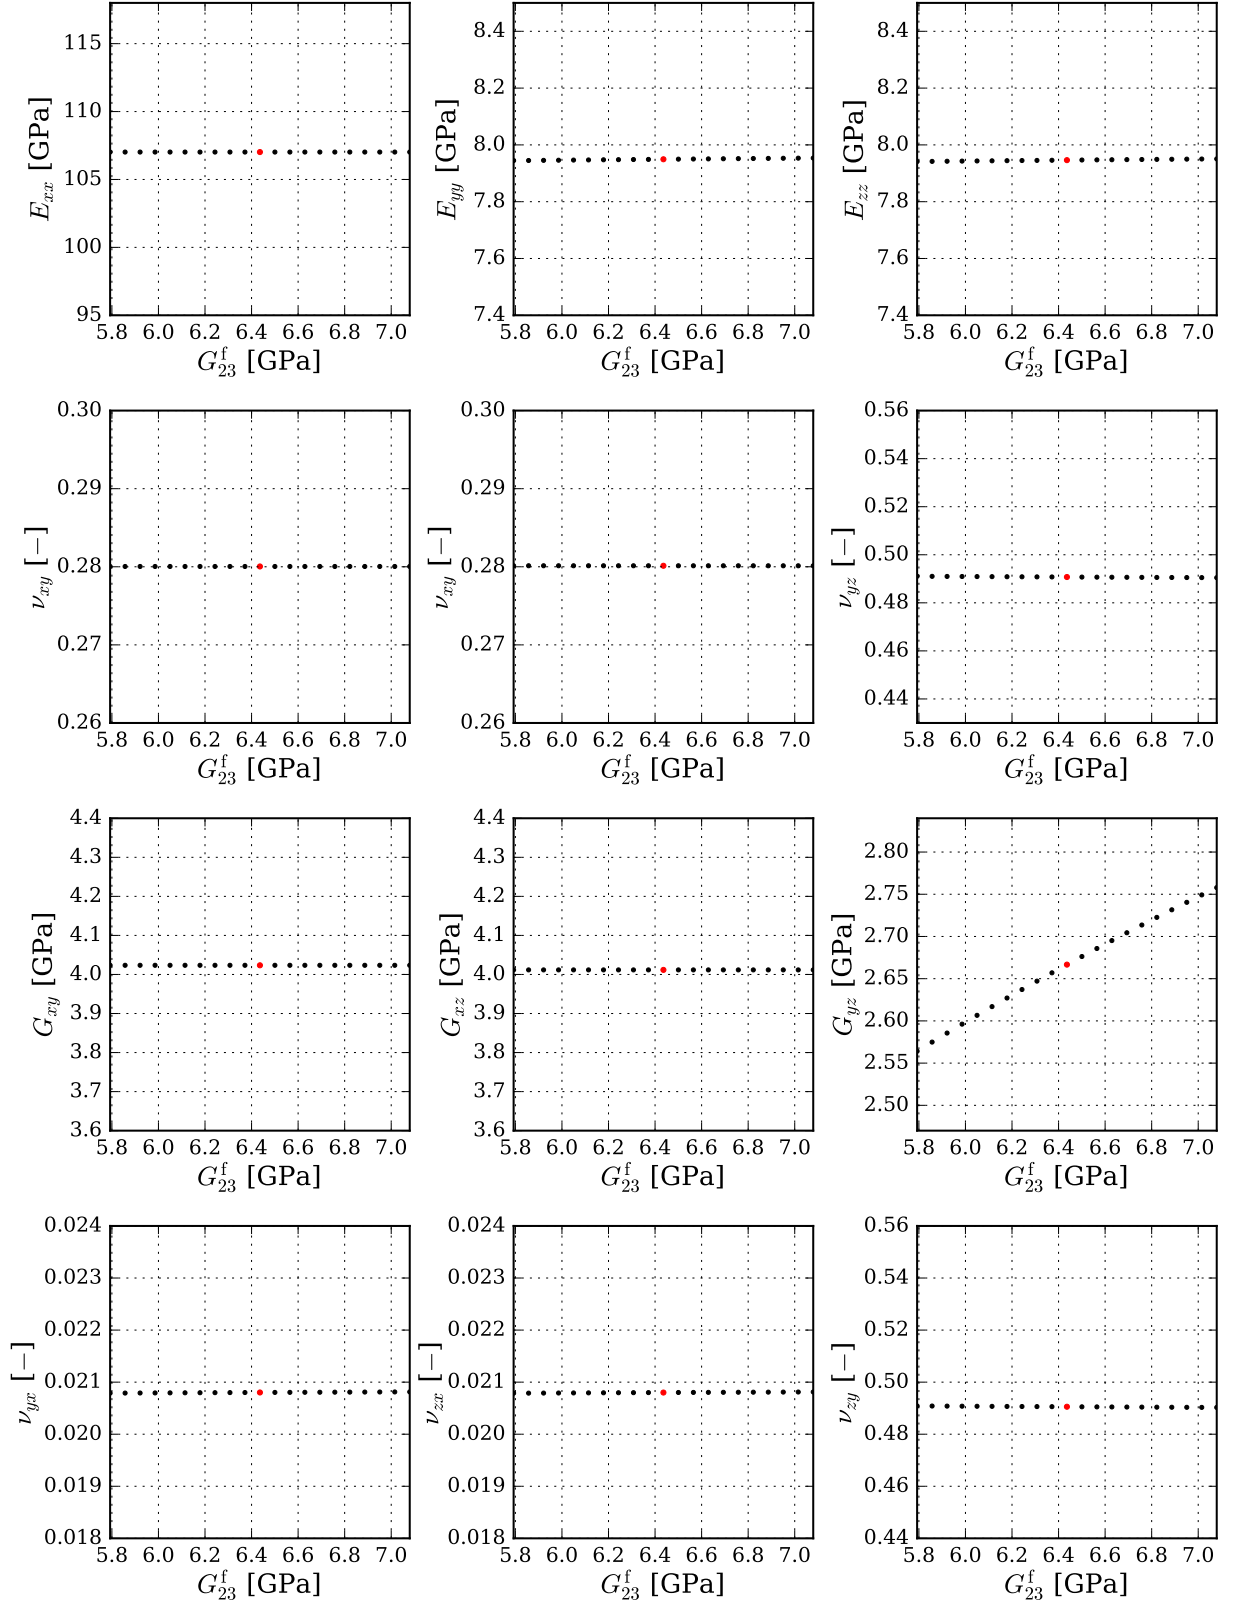 115
110
105
100
95
E_xx [GPa]
5.8 6.0 6.2 6.4 6.6 6.8 7.0
G^f_23 [GPa]
8.4
8.2
8.0
7.8
7.6
7.4
E_yy [GPa]
5.8 6.0 6.2 6.4 6.6 6.8 7.0
G^f_23 [GPa]
8.4
8.2
8.0
7.8
7.6
7.4
E_zz [GPa]
5.8 6.0 6.2 6.4 6.6 6.8 7.0
G^f_23 [GPa]
0.30
0.29
0.28
0.27
0.26
ν_xy [−]
5.8 6.0 6.2 6.4 6.6 6.8 7.0
G^f_23 [GPa]
0.30
0.29
0.28
0.27
0.26
ν_xy [−]
5.8 6.0 6.2 6.4 6.6 6.8 7.0
G^f_23 [GPa]
0.56
0.54
0.52
0.50
0.48
0.46
0.44
ν_yz [−]
5.8 6.0 6.2 6.4 6.6 6.8 7.0
G^f_23 [GPa]
4.4
4.3
4.2
4.1
4.0
3.9
3.8
3.7
3.6
G_xy [GPa]
5.8 6.0 6.2 6.4 6.6 6.8 7.0
G^f_23 [GPa]
4.4
4.3
4.2
4.1
4.0
3.9
3.8
3.7
3.6
G_xz [GPa]
5.8 6.0 6.2 6.4 6.6 6.8 7.0
G^f_23 [GPa]
2.80
2.75
2.70
2.65
2.60
2.55
2.50
G_yz [GPa]
5.8 6.0 6.2 6.4 6.6 6.8 7.0
G^f_23 [GPa]
0.024
0.023
0.022
0.021
0.020
0.019
0.018
ν_yx [−]
5.8 6.0 6.2 6.4 6.6 6.8 7.0
G^f_23 [GPa]
0.024
0.023
0.022
0.021
0.020
0.019
0.018
ν_zx [−]
5.8 6.0 6.2 6.4 6.6 6.8 7.0
G^f_23 [GPa]
0.56
0.54
0.52
0.50
0.48
0.46
0.44
ν_zy [−]
5.8 6.0 6.2 6.4 6.6 6.8 7.0
G^f_23 [GPa]